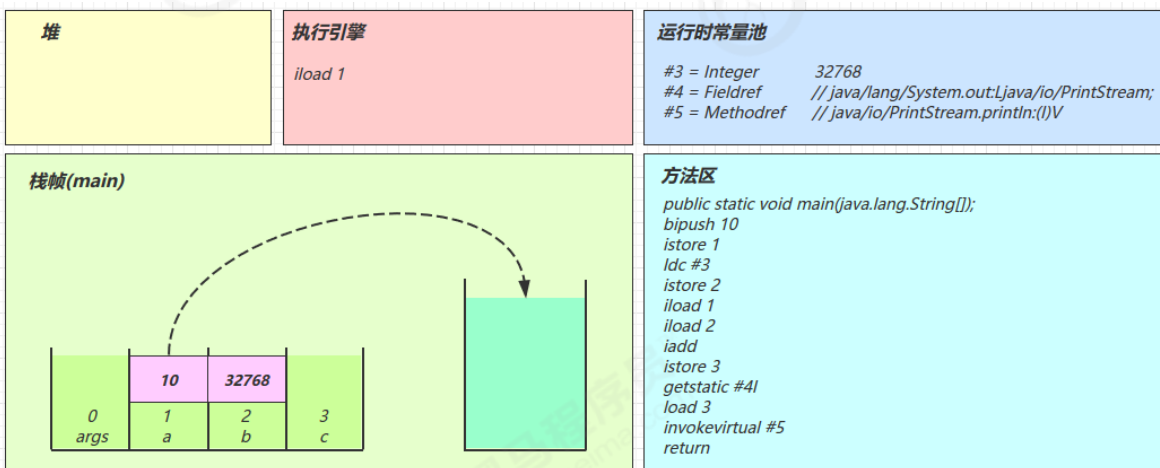 堆
执行引擎
iload 1
运行时常量池
#3 = Integer 32768
#4 = Fieldref // java/lang/System.out:Ljava/io/PrintStream;
#5 = Methodref // java/io/PrintStream.println:(I)V
栈帧(main)
10 32768
0 1 2 3
args a b c
方法区
public static void main(java.lang.String[]);
bipush 10
istore 1
ldc #3
istore 2
iload 1
iload 2
iadd
istore 3
getstatic #4l
load 3
invokevirtual #5
return